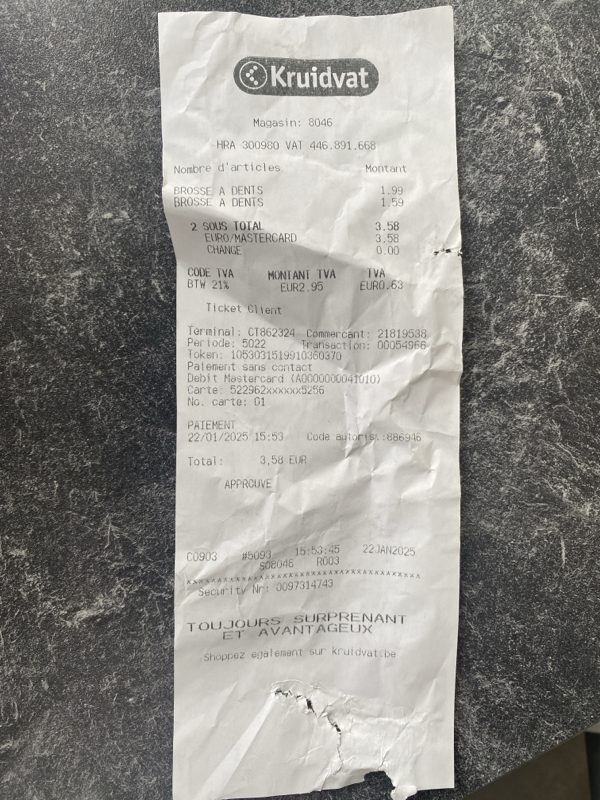 Kruidvat
Magasin: 8046
HRA 300980 VAT 446.891.668
Nombre d'articles Montant
BROSSE A DENTS 1.99
BROSSE A DENTS 1.59
2 SOUS TOTAL 3.58
EURO/MASTERCARD 3.58
CHANGE 0.00
CODE TVA MONTANT TVA TVA
BTW 21% EUR2.95 EUR0.63
Ticket Client
Terminal: CT862324 Commercant: 21819538
Periode: 5022 Transaction: 00054966
Token: 1053031519910360370
Paiement sans contact
Debit Mastercard (A0000000041010)
Carte: 522962xxxxxx5256
No. carte: 01
PAIEMENT
22/01/2025 15:53 Code autoris.:886946
Total: 3,58 EUR
APPROUVE
C0903 #5093 15:53:45 22JAN2025
S08046 R003
Security Nr: 0097314743
TOUJOURS SURPRENANT
ET AVANTAGEUX
Shoppez egalement sur kruidvat.be